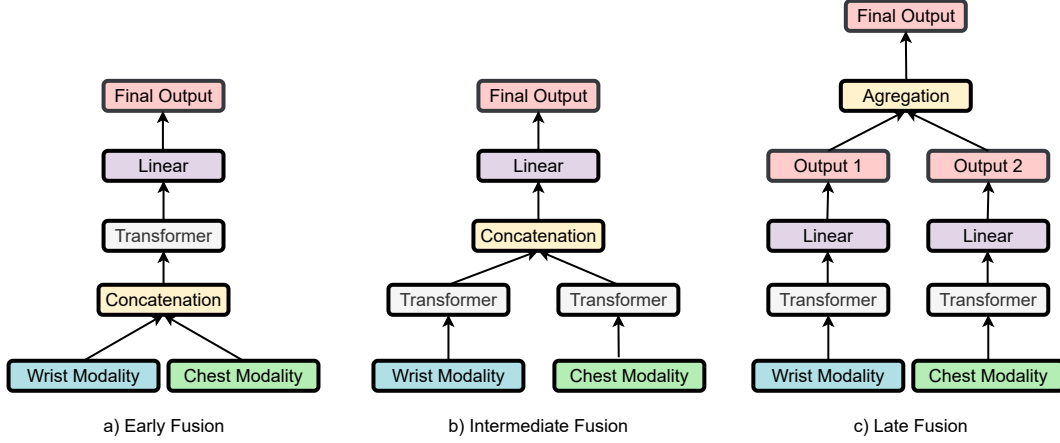 Final Output
Linear
Transformer
Concatenation
Wrist Modality
Chest Modality
a) Early Fusion
Final Output
Linear
Concatenation
Transformer
Transformer
Wrist Modality
Chest Modality
b) Intermediate Fusion
Final Output
Agregation
Output 1
Output 2
Linear
Linear
Transformer
Transformer
Wrist Modality
Chest Modality
c) Late Fusion